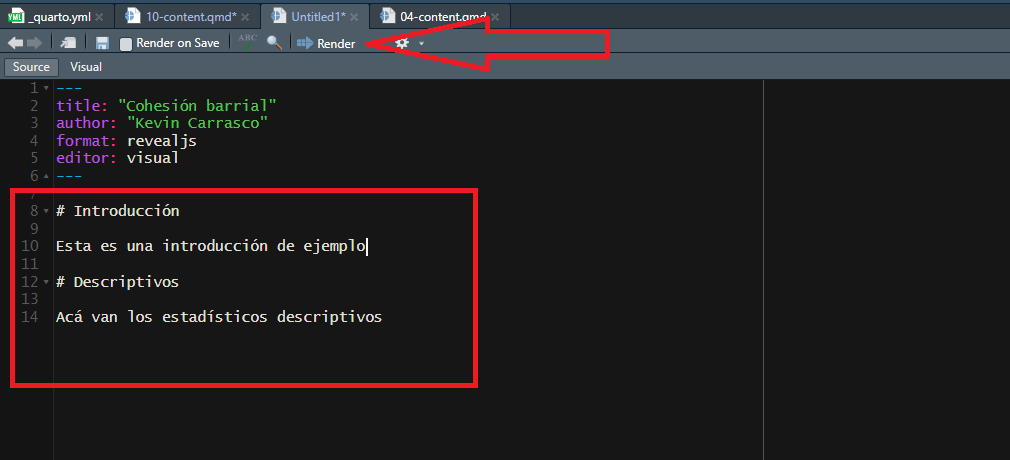 _quarto.yml 10-content.qmd* Untitled1* 04-content.qmd
Render on Save ABC Render
Source Visual
1 ---
2 title: "Cohesión barrial"
3 author: "Kevin Carrasco"
4 format: revealjs
5 editor: visual
6 ---
7
8 # Introducción
9
10 Esta es una introducción de ejemplo
11
12 # Descriptivos
13
14 Acá van los estadísticos descriptivos